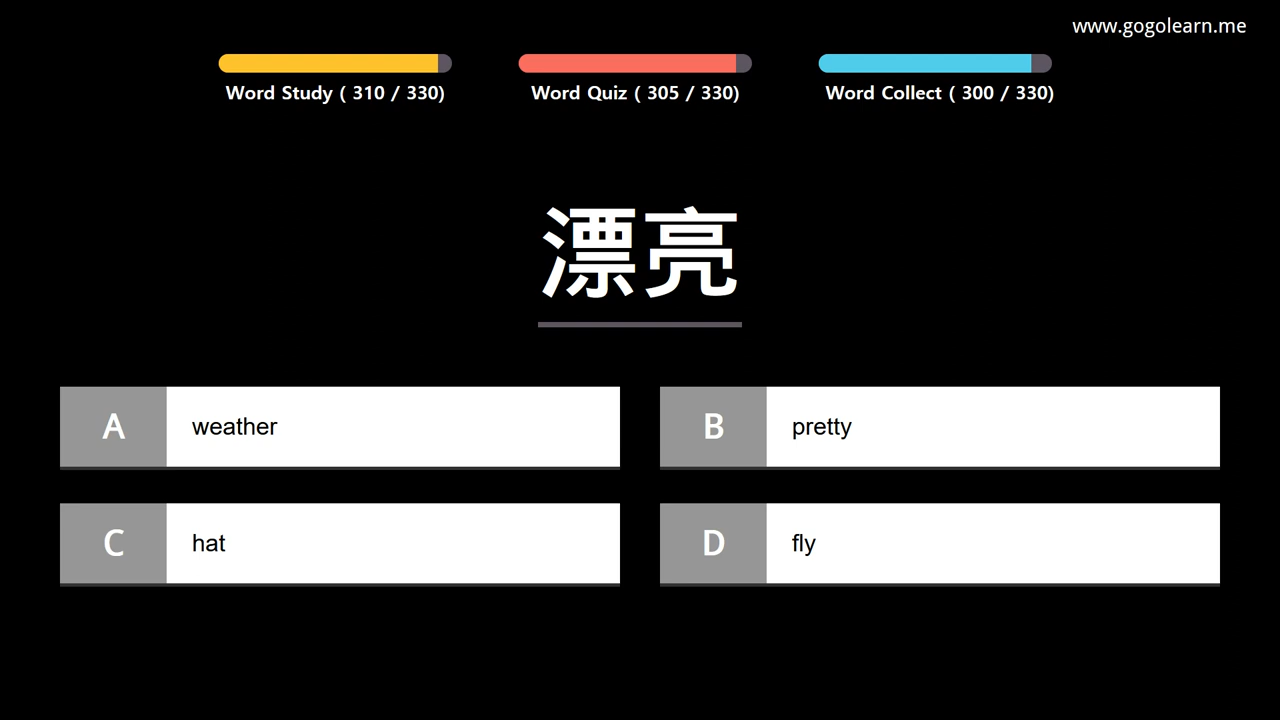 www.gogolearn.me
Word Study ( 310 / 330)
Word Quiz ( 305 / 330)
Word Collect ( 300 / 330)
漂亮
A weather
B pretty
C hat
D fly